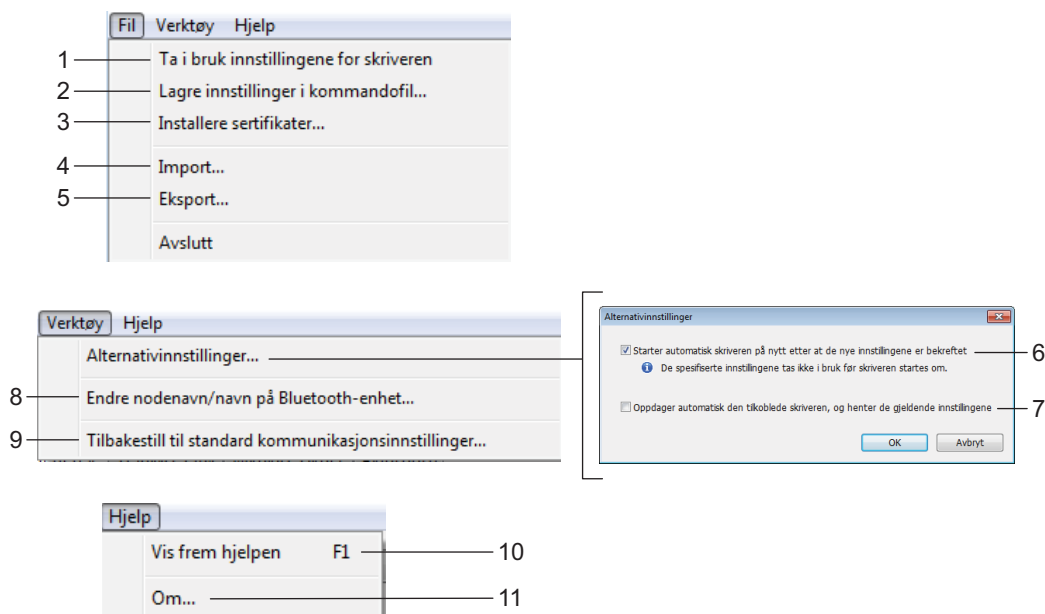 Fil Verktøy Hjelp
1 Ta i bruk innstillingene for skriveren
2 Lagre innstillinger i kommandofil...
3 Installere sertifikater...
4 Import...
5 Eksport...
Avslutt
Verktøy Hjelp
Alternativinnstillinger...
8 Endre nodenavn/navn på Bluetooth-enhet...
9 Tilbakestill til standard kommunikasjonsinnstillinger...
Alternativinnstillinger
Starter automatisk skriveren på nytt etter at de nye innstilingene er bekreftet 6
De spesifiserte innstillingene tas ikke i bruk før skriveren startes om.
Oppdager automatisk den tilkoblede skriveren, og henter de gjeldende innstillingene 7
OK Avbryt
Hjelp
Vis frem hjelpen F1 10
Om... 11